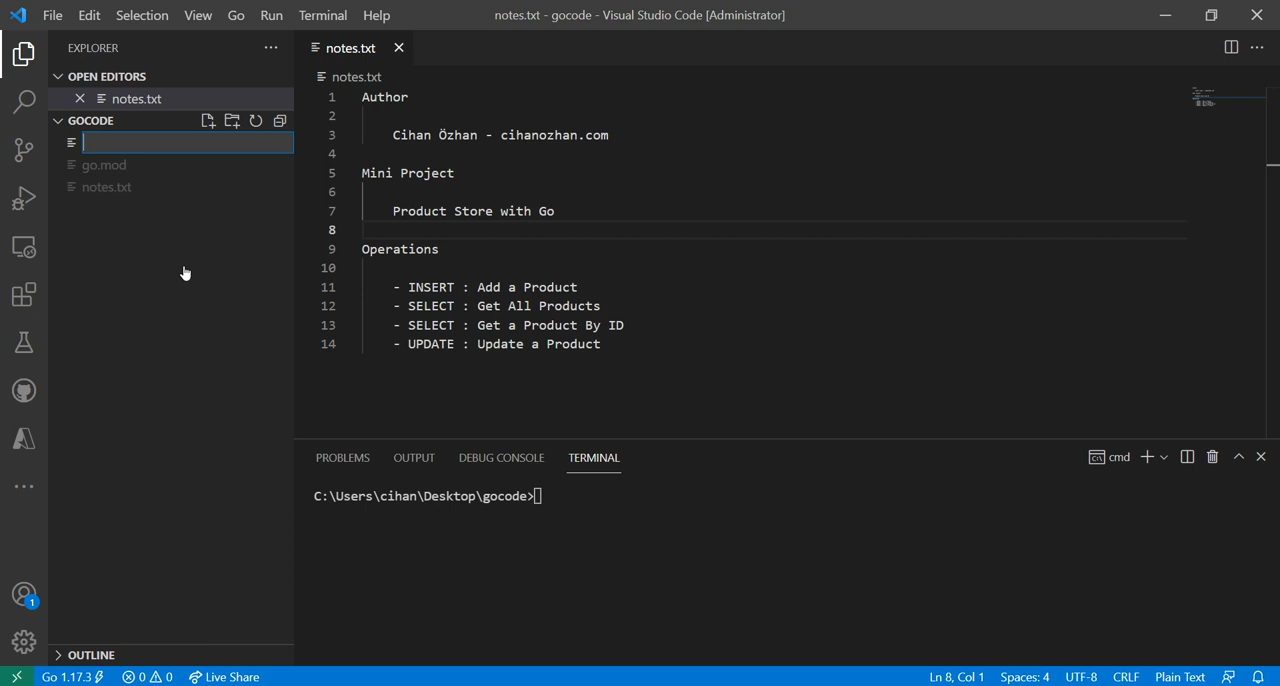 File Edit Selection View Go Run Terminal Help
notes.txt - gocode - Visual Studio Code [Administrator]
EXPLORER
OPEN EDITORS
notes.txt
GOCODE
go.mod
notes.txt
OUTLINE
notes.txt
notes.txt
1 Author
2
3 Cihan Özhan - cihanozhan.com
4
5 Mini Project
6
7 Product Store with Go
8
9 Operations
10
11 - INSERT : Add a Product
12 - SELECT : Get All Products
13 - SELECT : Get a Product By ID
14 - UPDATE : Update a Product
PROBLEMS OUTPUT DEBUG CONSOLE TERMINAL
cmd
C:\Users\cihan\Desktop\gocode>
1
Go 1.17.3 0 0 Live Share
Ln 8, Col 1 Spaces: 4 UTF-8 CRLF Plain Text